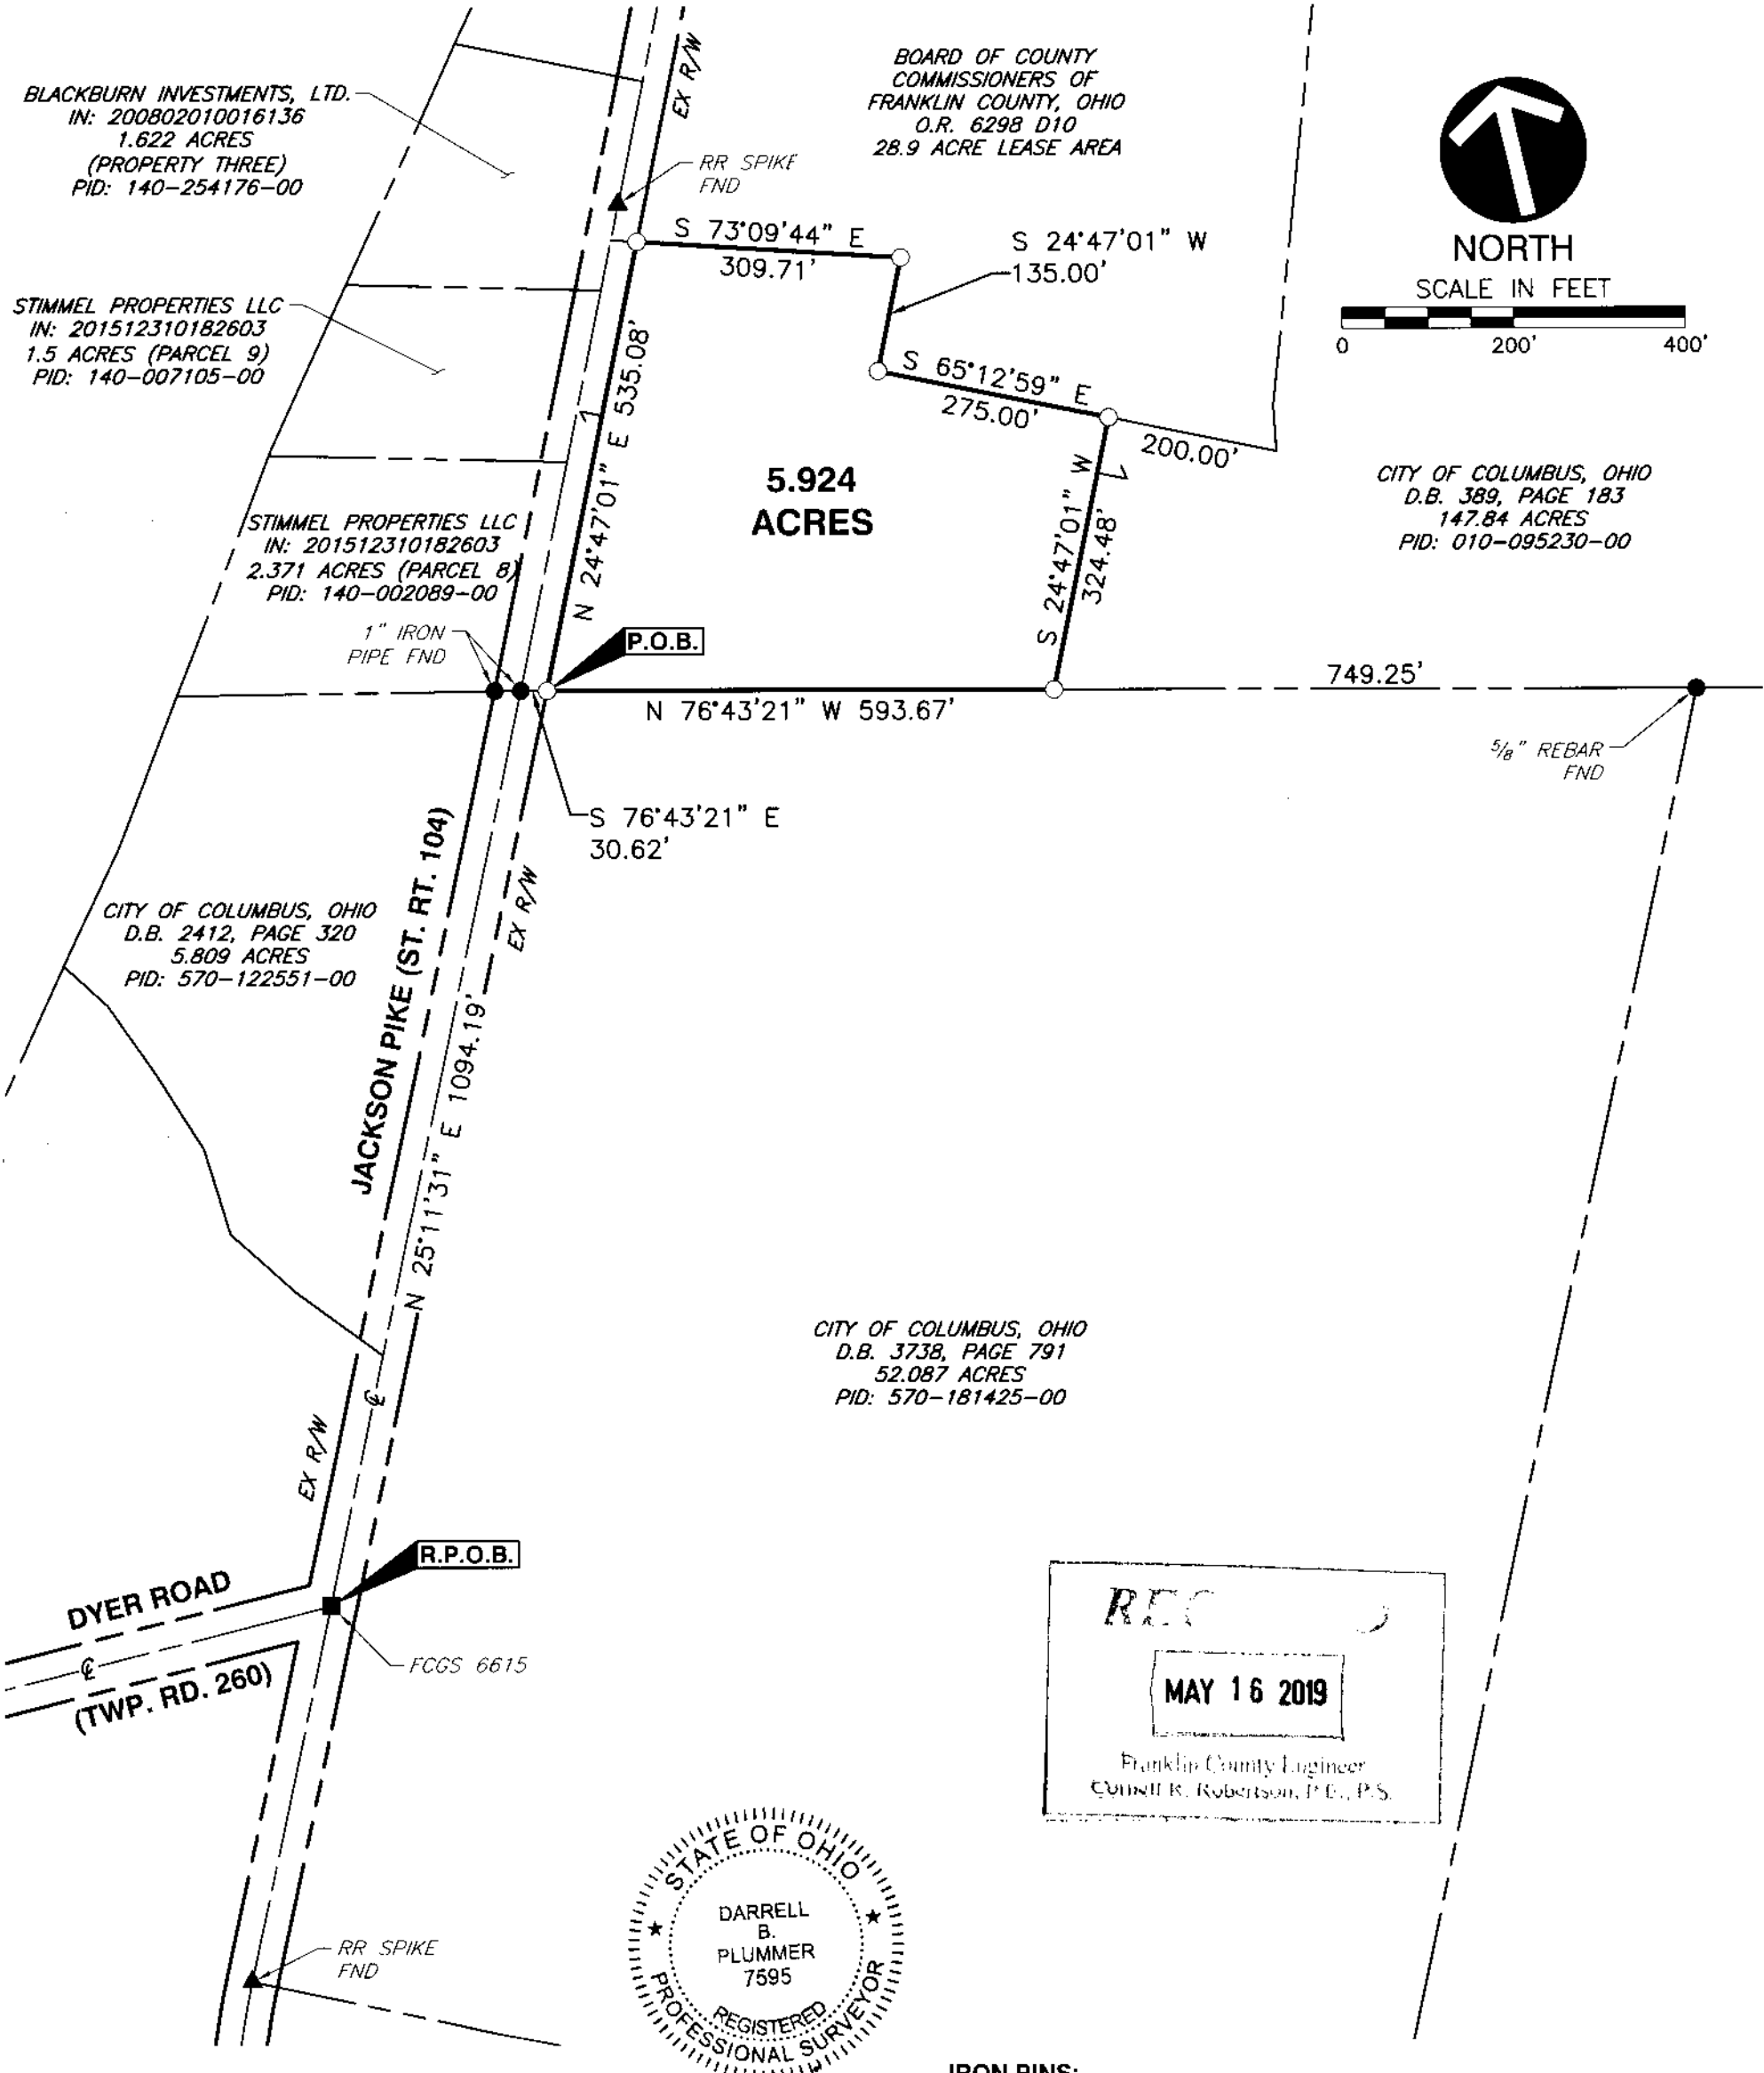 BLACKBURN INVESTMENTS, LTD.
IN: 200802010016136
1.622 ACRES
(PROPERTY THREE)
PID: 140-254176-00
EX R/W
BOARD OF COUNTY
COMMISSIONERS OF
FRANKLIN COUNTY, OHIO
O.R. 6298 D10
28.9 ACRE LEASE AREA
NORTH
SCALE IN FEET
0 200' 400'
RR SPIKE
FND
S 73°09'44" E
309.71'
S 24°47'01" W
135.00'
STIMMEL PROPERTIES LLC
IN: 201512310182603
1.5 ACRES (PARCEL 9)
PID: 140-007105-00
N 24°47'01" E 535.08'
S 65°12'59" E
275.00'
200.00'
5.924
ACRES
S 24°47'01" W
324.48'
CITY OF COLUMBUS, OHIO
D.B. 389, PAGE 183
147.84 ACRES
PID: 010-095230-00
STIMMEL PROPERTIES LLC
IN: 201512310182603
2.371 ACRES (PARCEL 8)
PID: 140-002089-00
1" IRON
PIPE FND
P.O.B.
N 76°43'21" W 593.67'
749.25'
5/8" REBAR
FND
S 76°43'21" E
30.62'
JACKSON PIKE (ST. RT. 104)
EX R/W
CITY OF COLUMBUS, OHIO
D.B. 2412, PAGE 320
5.809 ACRES
PID: 570-122551-00
N 25°11'31" E 1094.19'
CITY OF COLUMBUS, OHIO
D.B. 3738, PAGE 791
52.087 ACRES
PID: 570-181425-00
℄
EX R/W
R.P.O.B.
DYER ROAD
℄
(TWP. RD. 260)
FCGS 6615
MAY 16 2019
Franklin County Engineer
Cornell R. Robertson, P.E., P.S.
STATE OF OHIO
DARRELL
B.
PLUMMER
7595
REGISTERED
PROFESSIONAL SURVEYOR
RR SPIKE
FND
IRON PINS: